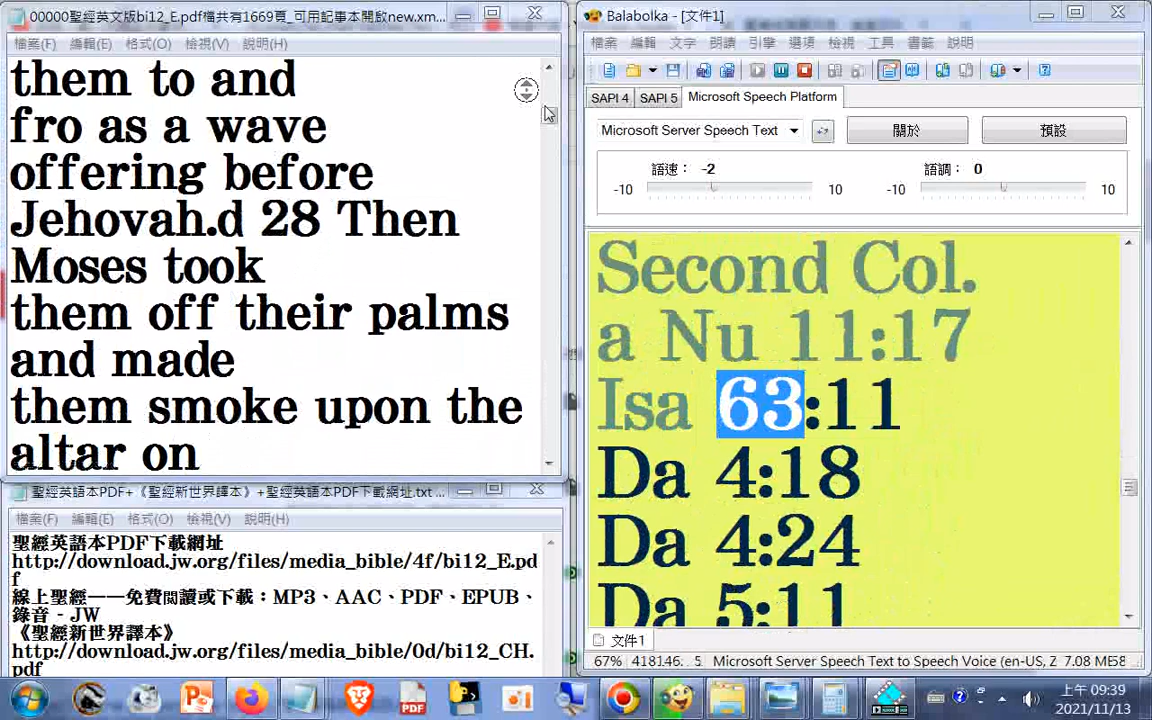 00000聖經英文版bi12_E.pdf檔共有1669頁_可用記事本開啟new.xm...
檔案(F) 編輯(E) 格式(O) 檢視(V) 說明(H)
them to and
fro as a wave
offering before
Jehovah.d 28 Then
Moses took
them off their palms
and made
them smoke upon the
altar on
聖經英語本PDF+《聖經新世界譯本》+聖經英語本PDF下載網址.txt ...
檔案(F) 編輯(E) 格式(O) 檢視(V) 說明(H)
聖經英語本PDF下載網址
http://download.jw.org/files/media_bible/4f/bi12_E.pd
f
線上聖經——免費閱讀或下載：MP3、AAC、PDF、EPUB、
錄音 - JW
《聖經新世界譯本》
http://download.jw.org/files/media_bible/0d/bi12_CH.
pdf
Balabolka - [文件1]
檔案 編輯 文字 朗讀 引擎 選項 檢視 工具 書籤 說明
SAPI 4 SAPI 5 Microsoft Speech Platform
Microsoft Server Speech Text 關於 預設
語速： -2 語調： 0
-10 10 -10 10
Second Col.
a Nu 11:17
Isa 63:11
Da 4:18
Da 4:24
Da 5:11
文件1
67% 4181 46. 5. Microsoft Server Speech Text to Speech Voice (en-US, Z 7.08 ME58
PDF
上午 09:39
2021/11/13